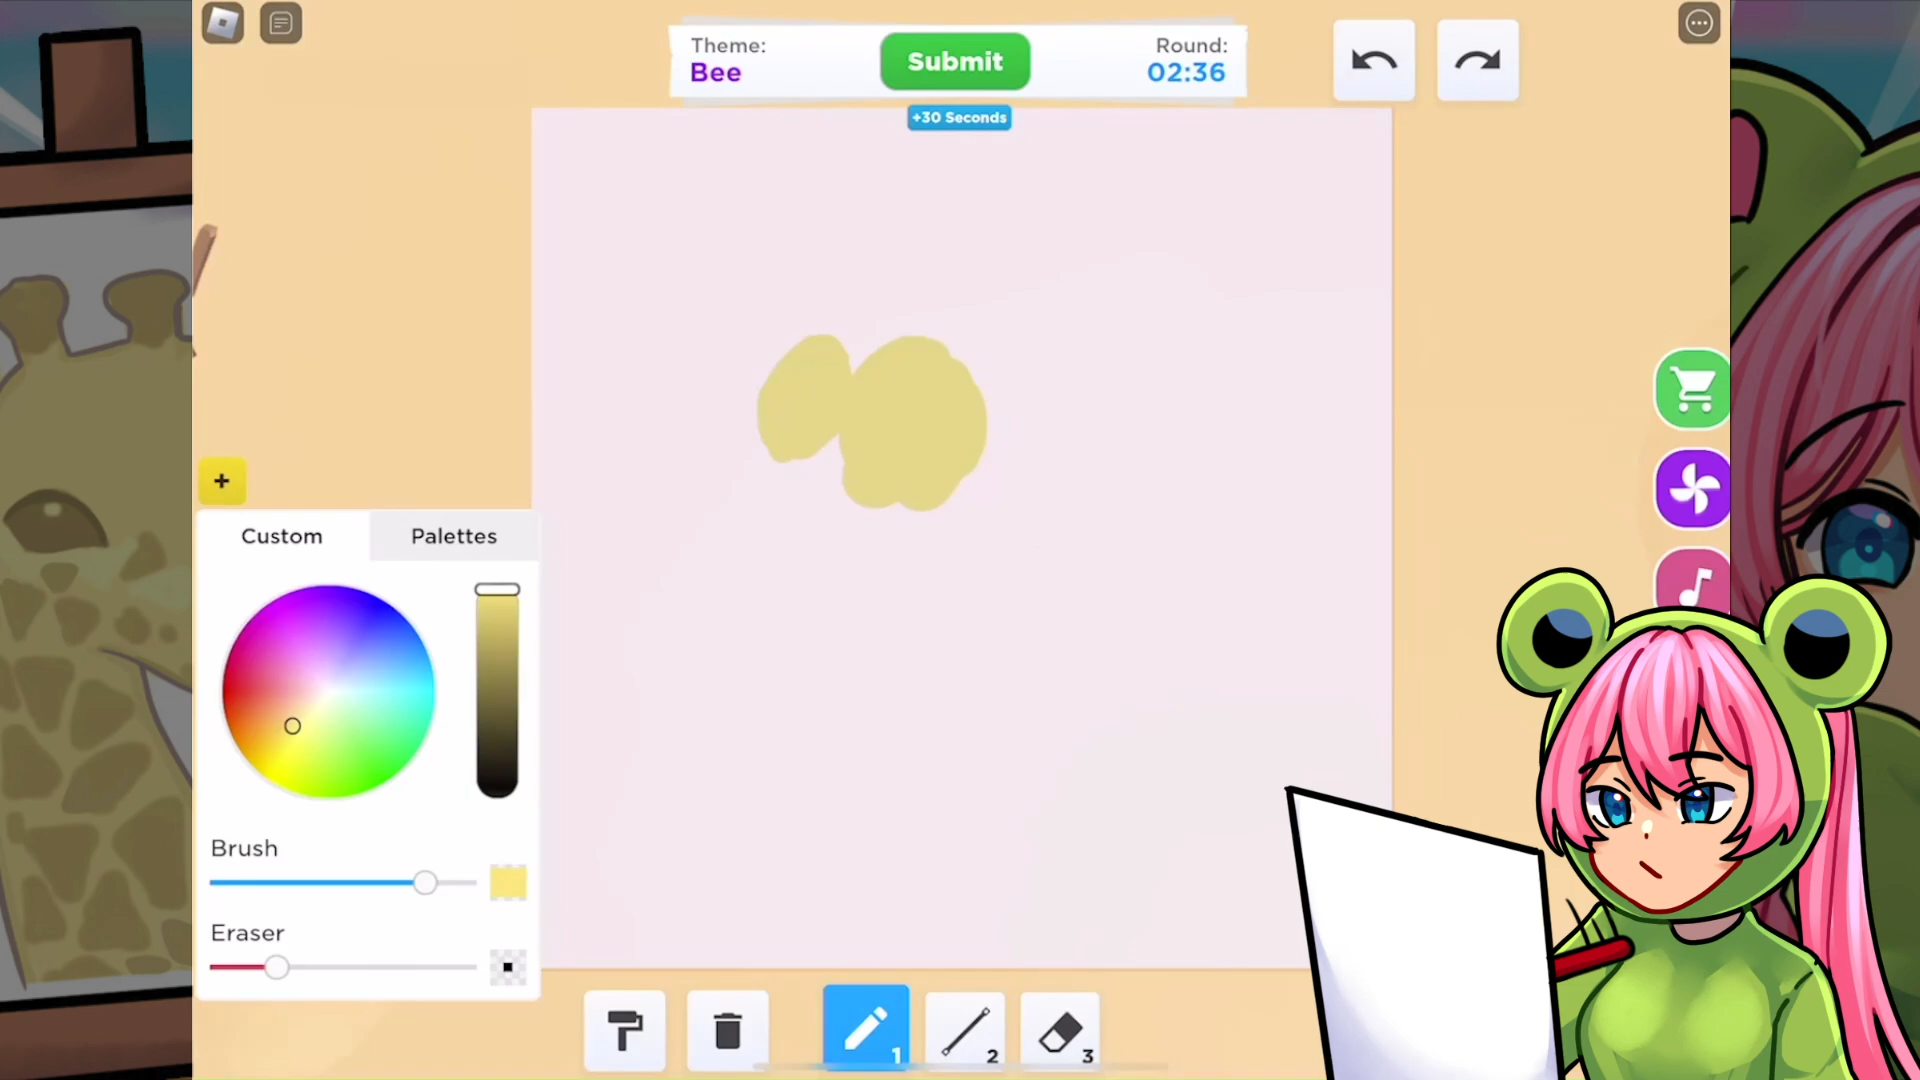 Theme:
Bee
Submit
Round:
02:36
+30 Seconds
+
Custom
Palettes
Brush
Eraser
1
2
3